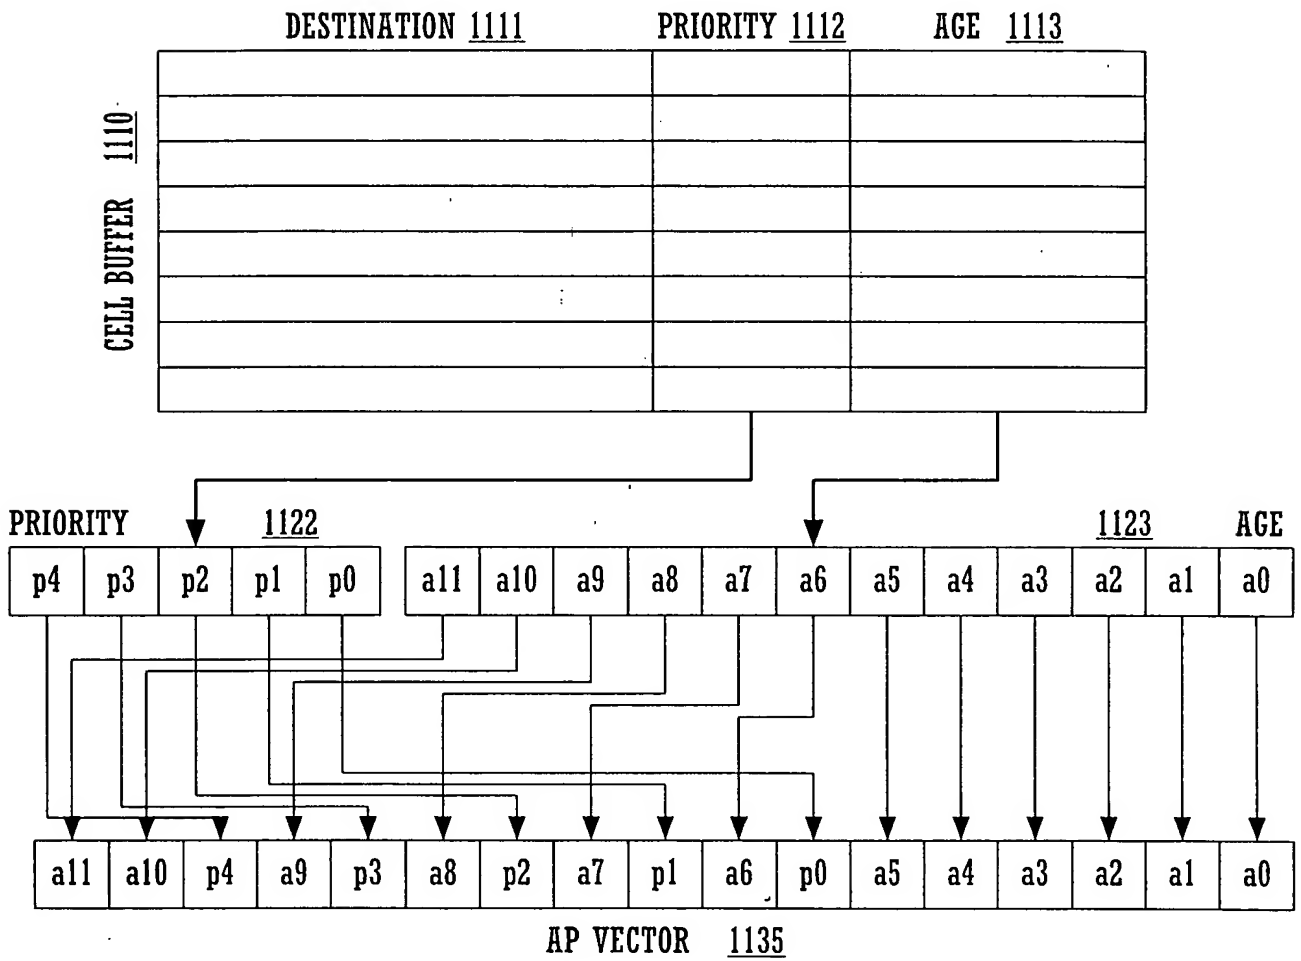 DESTINATION 1111 PRIORITY 1112 AGE 1113
CELL BUFFER 1110
PRIORITY 1122 1123 AGE
p4 p3 p2 p1 p0 a11 a10 a9 a8 a7 a6 a5 a4 a3 a2 a1 a0
a11 a10 p4 a9 p3 a8 p2 a7 p1 a6 p0 a5 a4 a3 a2 a1 a0
AP VECTOR 1135